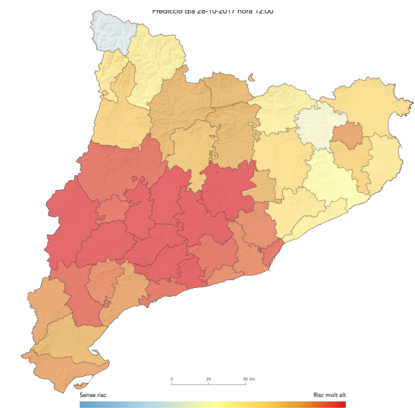 Predicció dia 28-10-2017 hora 12:00
0 25 50 km
Sense risc Risc molt alt